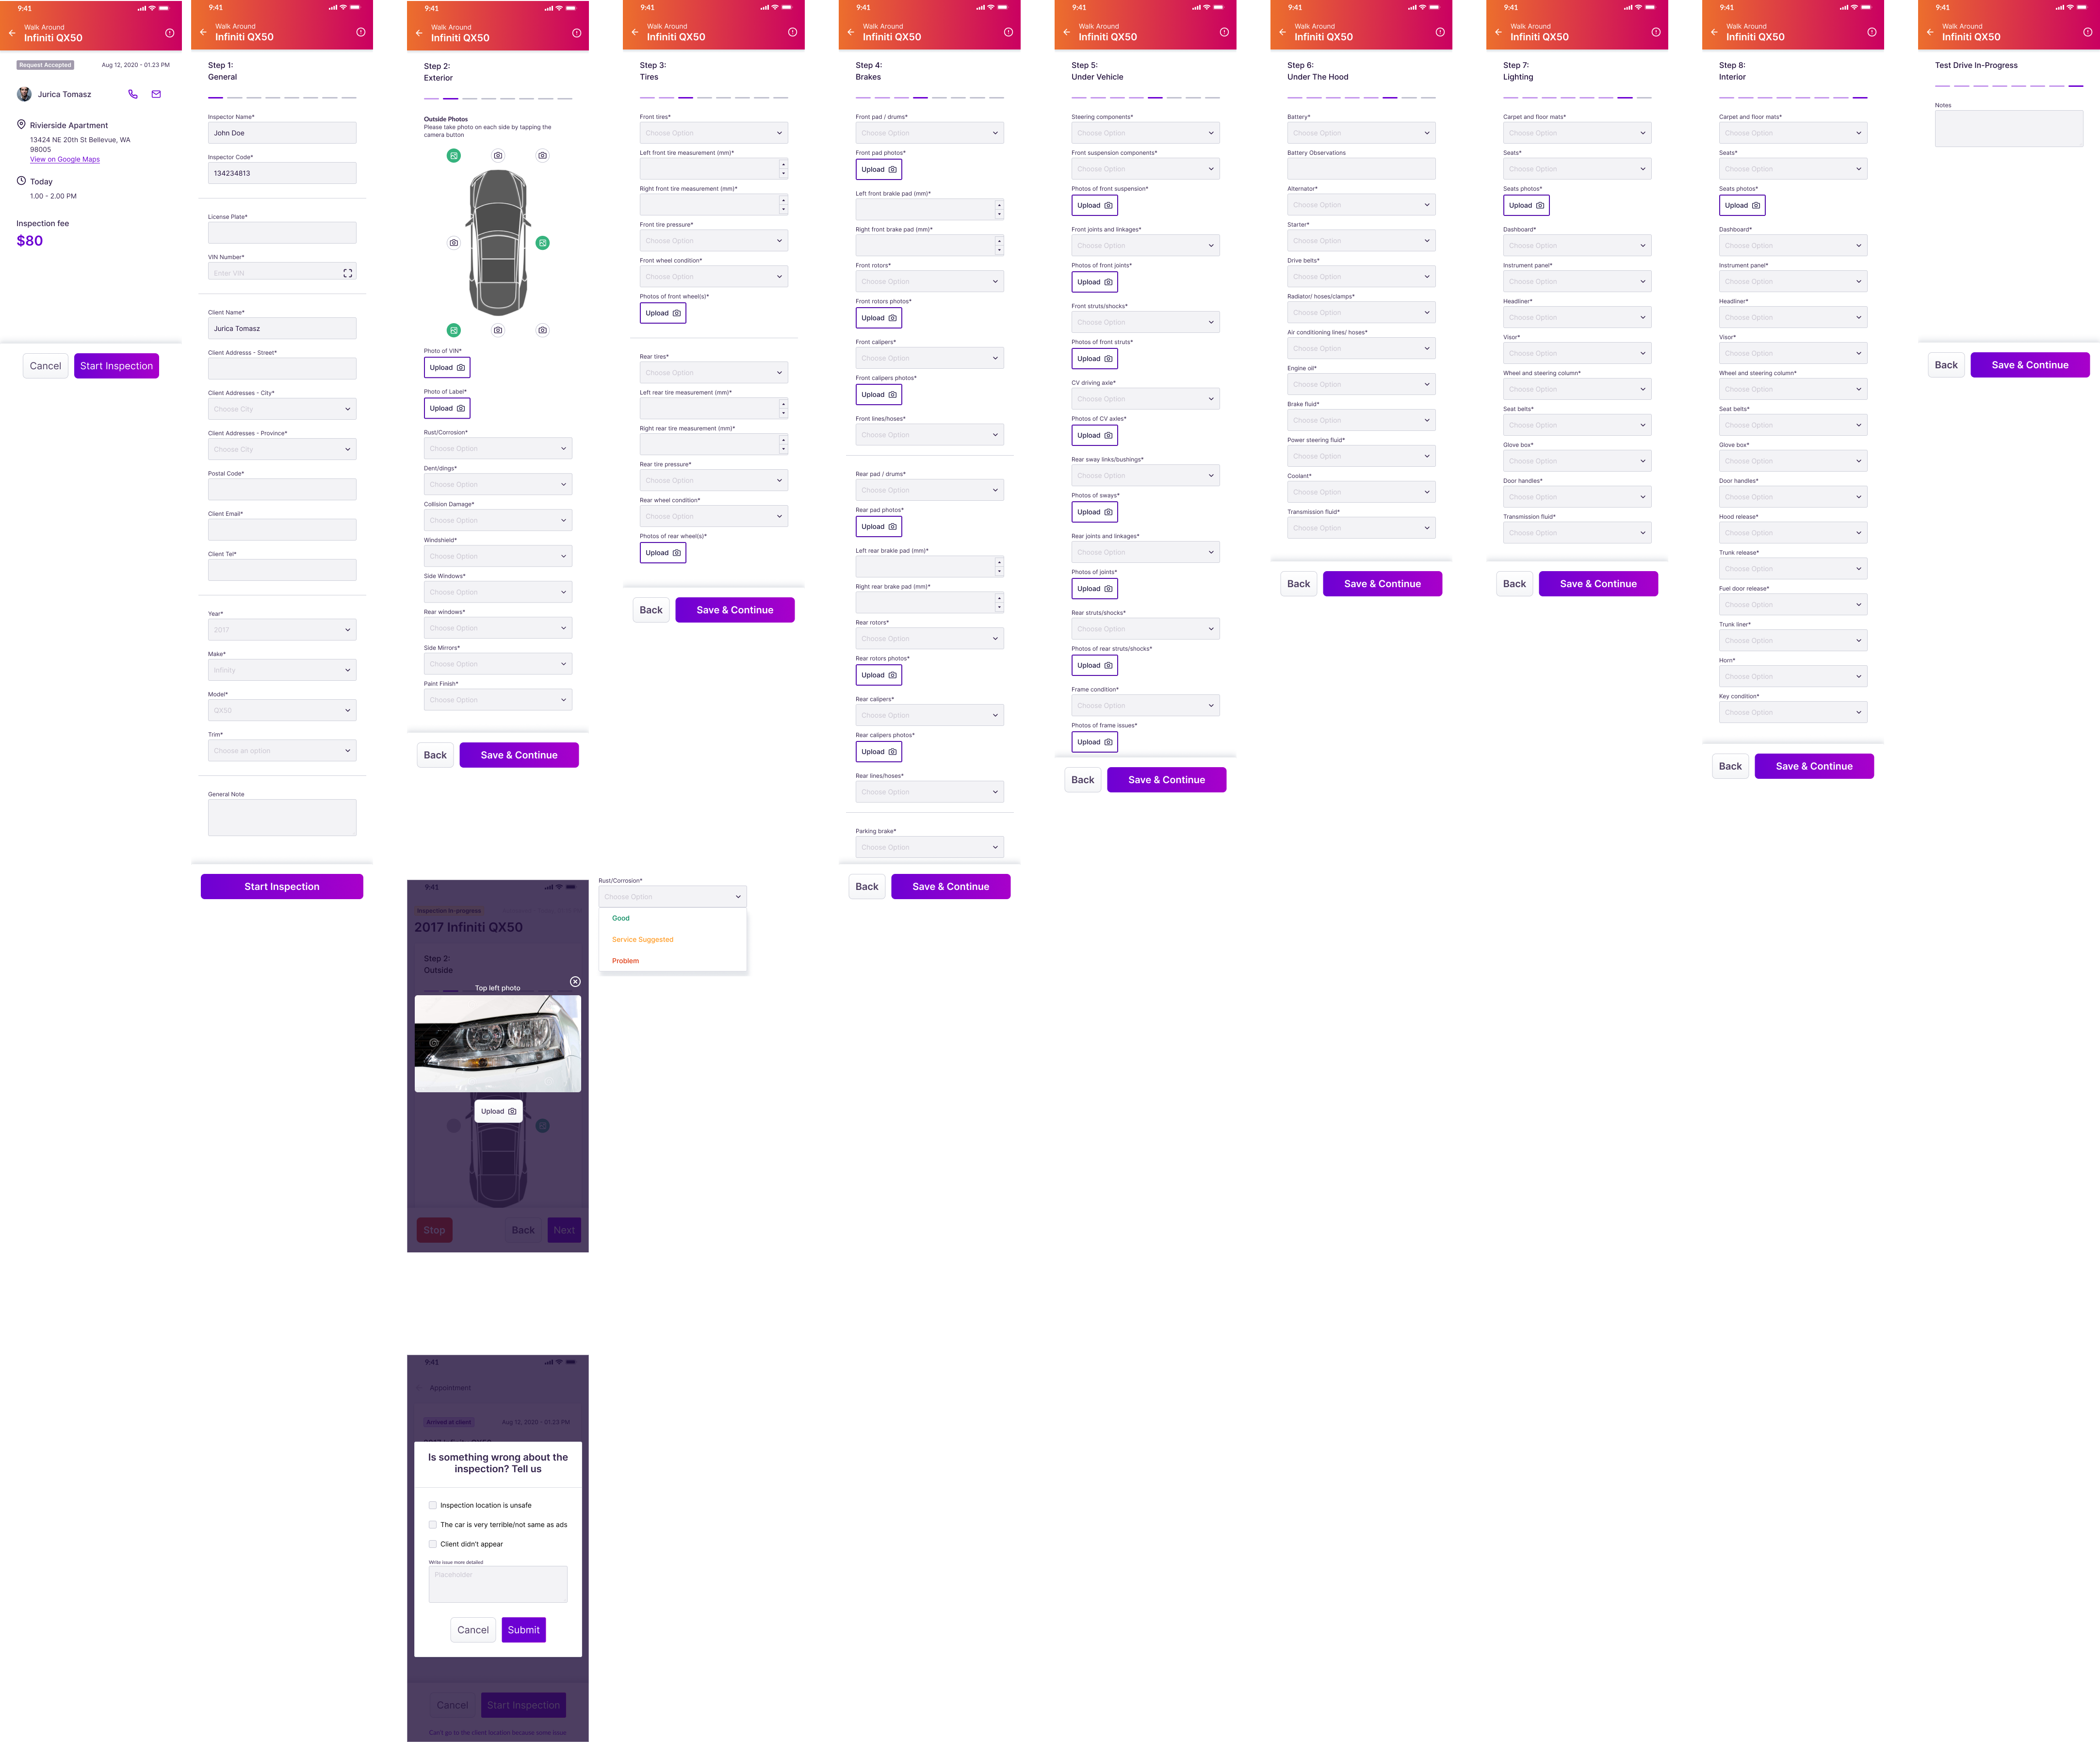 9:41
Walk Around
Infiniti QX50
Request Accepted
Aug 12, 2020 - 01.23 PM
Jurica Tomasz
Rivierside Apartment
13424 NE 20th St Bellevue, WA
98005
View on Google Maps
Today
1.00 - 2.00 PM
Inspection fee
$80
Cancel
Start Inspection
9:41
Walk Around
Infiniti QX50
Step 1:
General
Inspector Name*
John Doe
Inspector Code*
134234813
License Plate*
VIN Number*
Enter VIN
Client Name*
Jurica Tomasz
Client Addresss - Street*
Client Addresses - City*
Choose City
Client Addresses - Province*
Choose City
Postal Code*
Client Email*
Client Tel*
Year*
2017
Make*
Infinity
Model*
QX50
Trim*
Choose an option
General Note
Start Inspection
9:41
Walk Around
Infiniti QX50
Step 2:
Exterior
Outside Photos
Please take photo on each side by tapping the
camera button
Photo of VIN*
Upload
Photo of Label*
Upload
Rust/Corrosion*
Choose Option
Dent/dings*
Choose Option
Collision Damage*
Choose Option
Windshield*
Choose Option
Side Windows*
Choose Option
Rear windows*
Choose Option
Side Mirrors*
Choose Option
Paint Finish*
Choose Option
Back
Save & Continue
9:41
Walk Around
Infiniti QX50
Step 3:
Tires
Front tires*
Choose Option
Left front tire measurement (mm)*
Right front tire measurement (mm)*
Front tire pressure*
Choose Option
Front wheel condition*
Choose Option
Photos of front wheel(s)*
Upload
Rear tires*
Choose Option
Left rear tire measurement (mm)*
Right rear tire measurement (mm)*
Rear tire pressure*
Choose Option
Rear wheel condition*
Choose Option
Photos of rear wheel(s)*
Upload
Back
Save & Continue
9:41
Walk Around
Infiniti QX50
Step 4:
Brakes
Front pad / drums*
Choose Option
Front pad photos*
Upload
Left front brakle pad (mm)*
Right front brake pad (mm)*
Front rotors*
Choose Option
Front rotors photos*
Upload
Front calipers*
Choose Option
Front calipers photos*
Upload
Front lines/hoses*
Choose Option
Rear pad / drums*
Choose Option
Rear pad photos*
Upload
Left rear brakle pad (mm)*
Right rear brake pad (mm)*
Rear rotors*
Choose Option
Rear rotors photos*
Upload
Rear calipers*
Choose Option
Rear calipers photos*
Upload
Rear lines/hoses*
Choose Option
Parking brake*
Choose Option
Back
Save & Continue
9:41
Walk Around
Infiniti QX50
Step 5:
Under Vehicle
Steering components*
Choose Option
Front suspension components*
Choose Option
Photos of front suspension*
Upload
Front joints and linkages*
Choose Option
Photos of front joints*
Upload
Front struts/shocks*
Choose Option
Photos of front struts*
Upload
CV driving axle*
Choose Option
Photos of CV axles*
Upload
Rear sway links/bushings*
Choose Option
Photos of sways*
Upload
Rear joints and linkages*
Choose Option
Photos of joints*
Upload
Rear struts/shocks*
Choose Option
Photos of rear struts/shocks*
Upload
Frame condition*
Choose Option
Photos of frame issues*
Upload
Back
Save & Continue
9:41
Walk Around
Infiniti QX50
Step 6:
Under The Hood
Battery*
Choose Option
Battery Observations
Alternator*
Choose Option
Starter*
Choose Option
Drive belts*
Choose Option
Radiator/ hoses/clamps*
Choose Option
Air conditioning lines/ hoses*
Choose Option
Engine oil*
Choose Option
Brake fluid*
Choose Option
Power steering fluid*
Choose Option
Coolant*
Choose Option
Transmission fluid*
Choose Option
Back
Save & Continue
9:41
Walk Around
Infiniti QX50
Step 7:
Lighting
Carpet and floor mats*
Choose Option
Seats*
Choose Option
Seats photos*
Upload
Dashboard*
Choose Option
Instrument panel*
Choose Option
Headliner*
Choose Option
Visor*
Choose Option
Wheel and steering column*
Choose Option
Seat belts*
Choose Option
Glove box*
Choose Option
Door handles*
Choose Option
Transmission fluid*
Choose Option
Back
Save & Continue
9:41
Walk Around
Infiniti QX50
Step 8:
Interior
Carpet and floor mats*
Choose Option
Seats*
Choose Option
Seats photos*
Upload
Dashboard*
Choose Option
Instrument panel*
Choose Option
Headliner*
Choose Option
Visor*
Choose Option
Wheel and steering column*
Choose Option
Seat belts*
Choose Option
Glove box*
Choose Option
Door handles*
Choose Option
Hood release*
Choose Option
Trunk release*
Choose Option
Fuel door release*
Choose Option
Trunk liner*
Choose Option
Horn*
Choose Option
Key condition*
Choose Option
Back
Save & Continue
9:41
Walk Around
Infiniti QX50
Test Drive In-Progress
Notes
Back
Save & Continue
9:41
Inspection in-progress
2017 Infiniti QX50
Step 2:
Outside
Top left photo
Upload
Stop
Back
Next
Rust/Corrosion*
Choose Option
Good
Service Suggested
Problem
9:41
Appointment
Arrived at client
Aug 12, 2020 - 01.23 PM
Is something wrong about the
inspection? Tell us
Inspection location is unsafe
The car is very terrible/not same as ads
Client didn't appear
Write issue more detailed
Placeholder
Cancel
Submit
Cancel
Start Inspection
Can't go to the client location because some issue